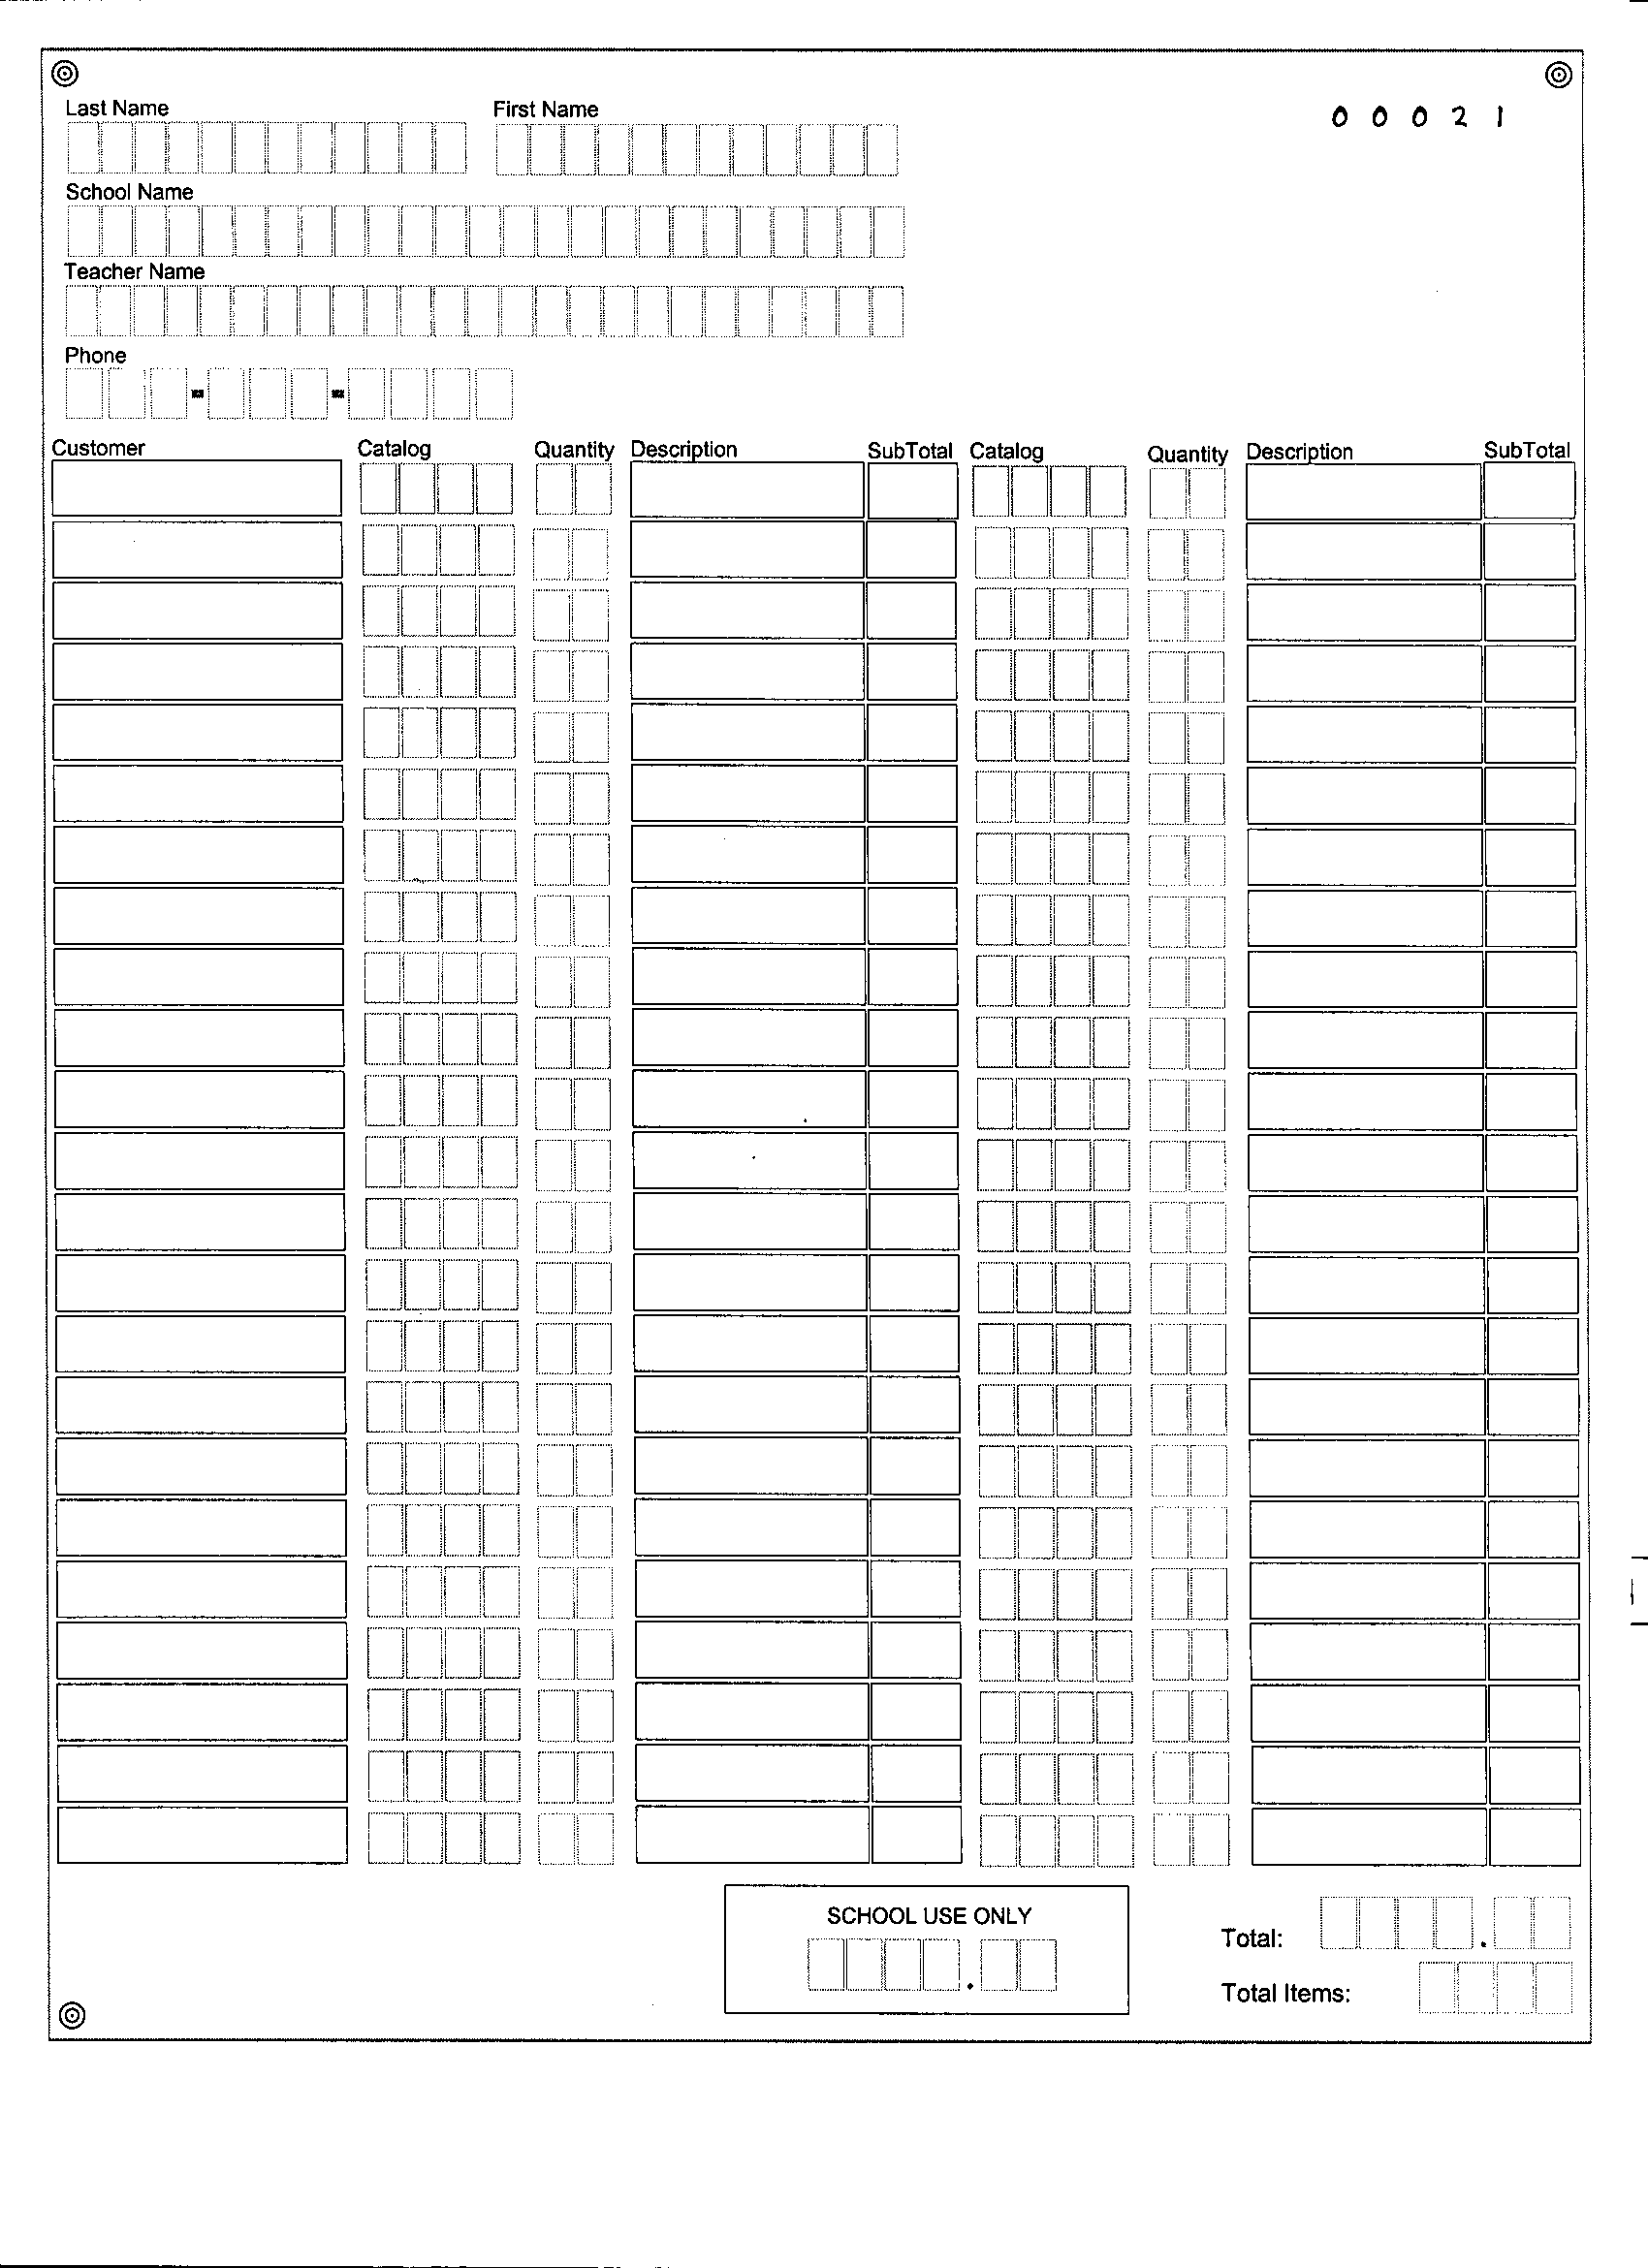 Last Name First Name 0 0 0 2 1
School Name
Teacher Name
Phone
- -
Customer Catalog Quantity Description SubTotal Catalog Quantity Description SubTotal
SCHOOL USE ONLY
.
Total: .
Total Items: